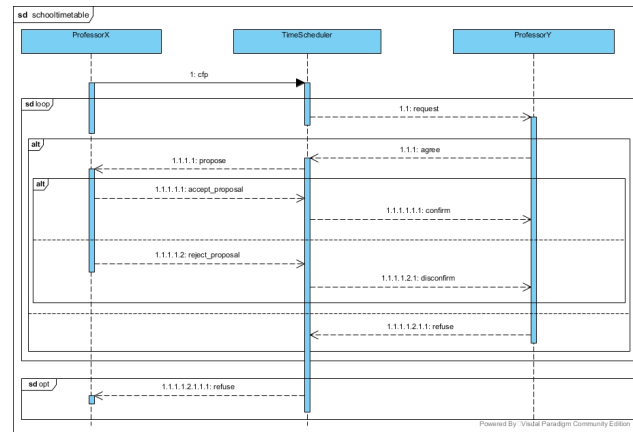 sd schooltimetable
ProfessorX
TimeScheduler
ProfessorY
1: cfp
sd loop
1.1: request
alt
1.1.1: agree
1.1.1.1: propose
alt
1.1.1.1.1: accept_proposal
1.1.1.1.1.1: confirm
1.1.1.1.2: reject_proposal
1.1.1.1.2.1: disconfirm
1.1.1.1.2.1.1: refuse
sd opt
1.1.1.1.2.1.1.1: refuse
Powered By Visual Paradigm Community Edition